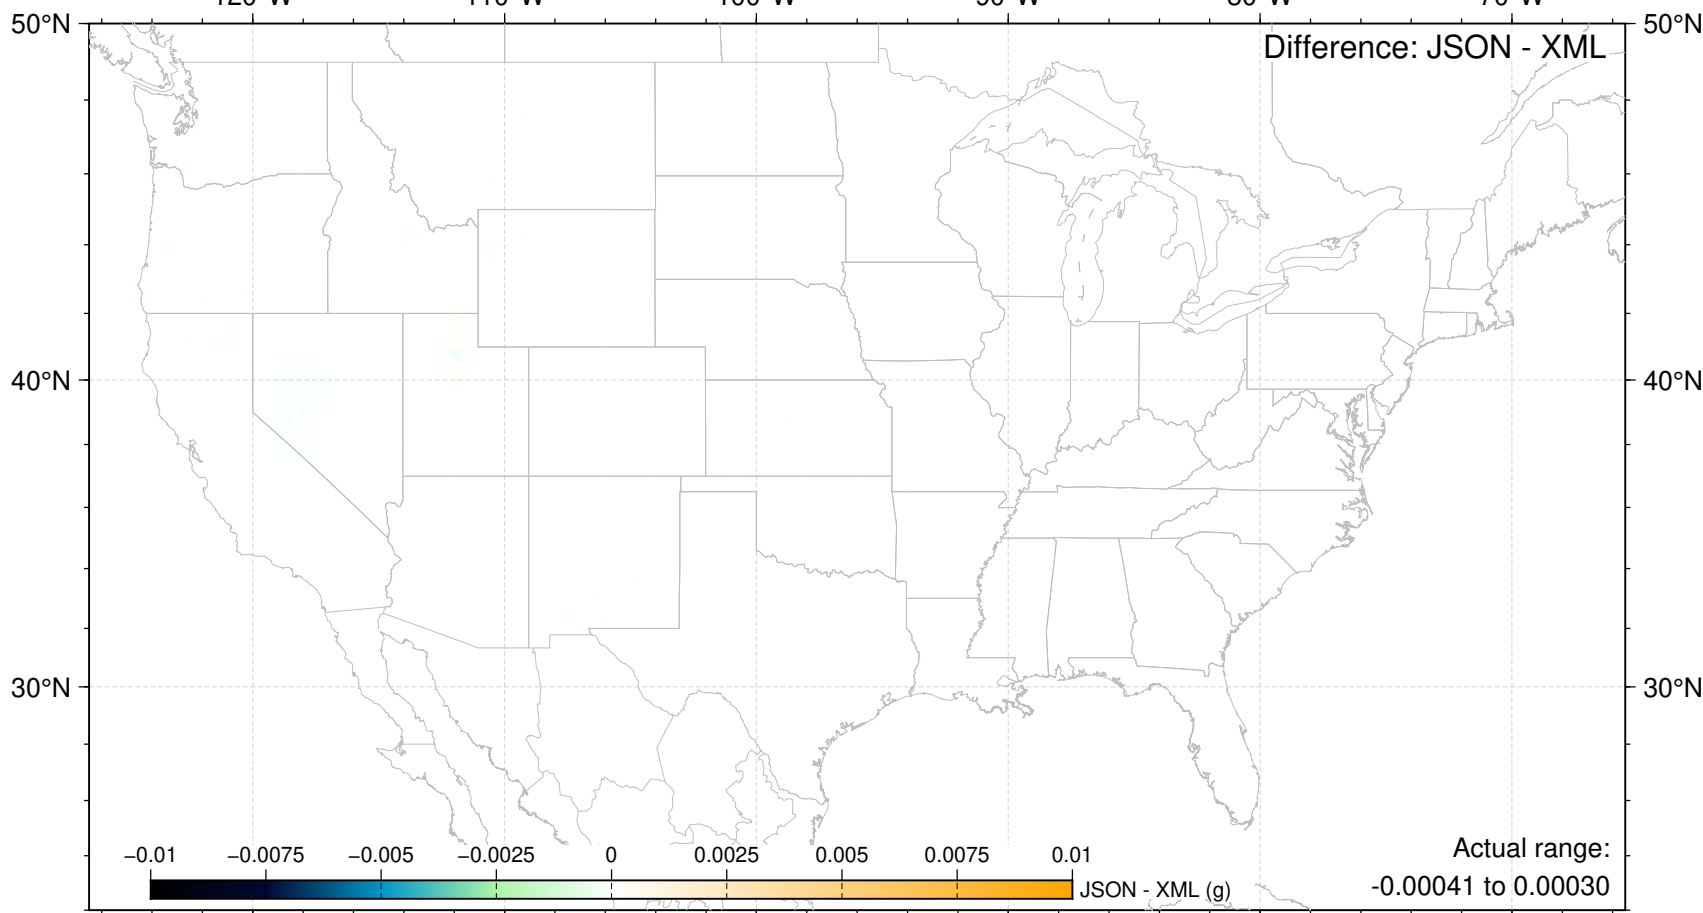 50°N 50°N
Difference: JSON - XML
40°N 40°N
30°N 30°N
−0.01 −0.0075 −0.005 −0.0025 0 0.0025 0.005 0.0075 0.01
JSON - XML (g)
Actual range:
-0.00041 to 0.00030